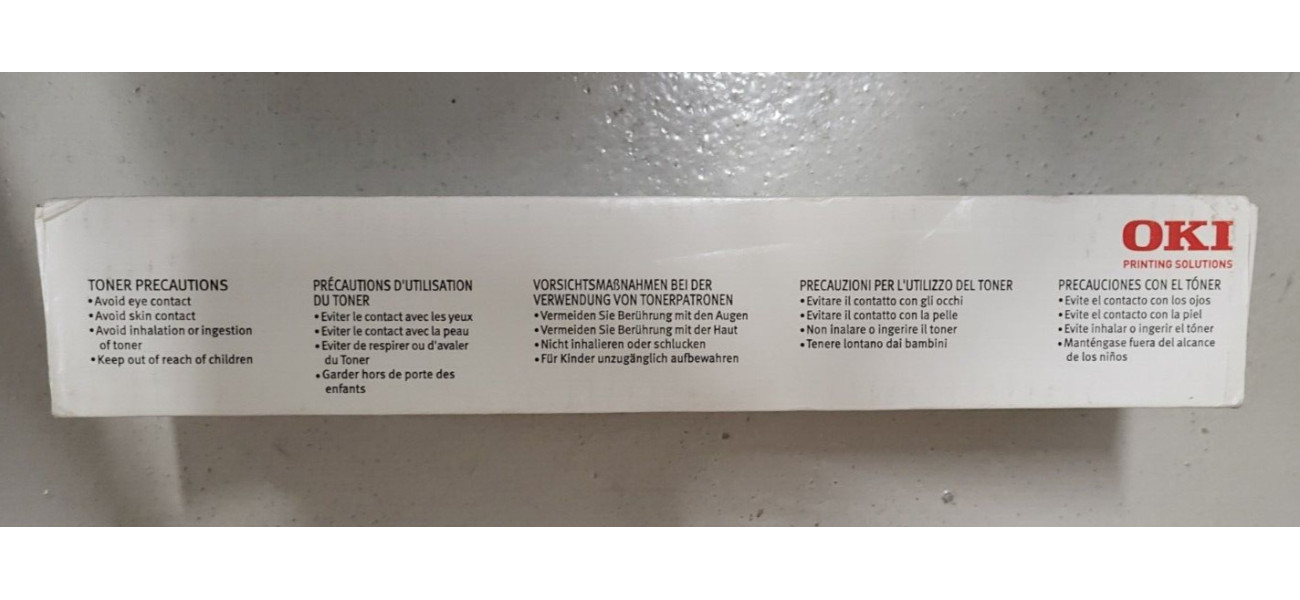 OKI
PRINTING SOLUTIONS
TONER PRECAUTIONS
•Avoid eye contact
•Avoid skin contact
•Avoid inhalation or ingestion
of toner
•Keep out of reach of children
PRÉCAUTIONS D'UTILISATION
DU TONER
•Eviter le contact avec les yeux
•Eviter le contact avec la peau
•Eviter de respirer ou d'avaler
du Toner
•Garder hors de porte des
enfants
VORSICHTSMAßNAHMEN BEI DER
VERWENDUNG VON TONERPATRONEN
•Vermeiden Sie Berührung mit den Augen
•Vermeiden Sie Berührung mit der Haut
•Nicht inhalieren oder schlucken
•Für Kinder unzugänglich aufbewahren
PRECAUZIONI PER L'UTILIZZO DEL TONER
•Evitare il contatto con gli occhi
•Evitare il contatto con la pelle
•Non inalare o ingerire il toner
•Tenere lontano dai bambini
PRECAUCIONES CON EL TÓNER
•Evite el contacto con los ojos
•Evite el contacto con la piel
•Evite inhalar o ingerir el tóner
•Manténgase fuera del alcance
de los niños